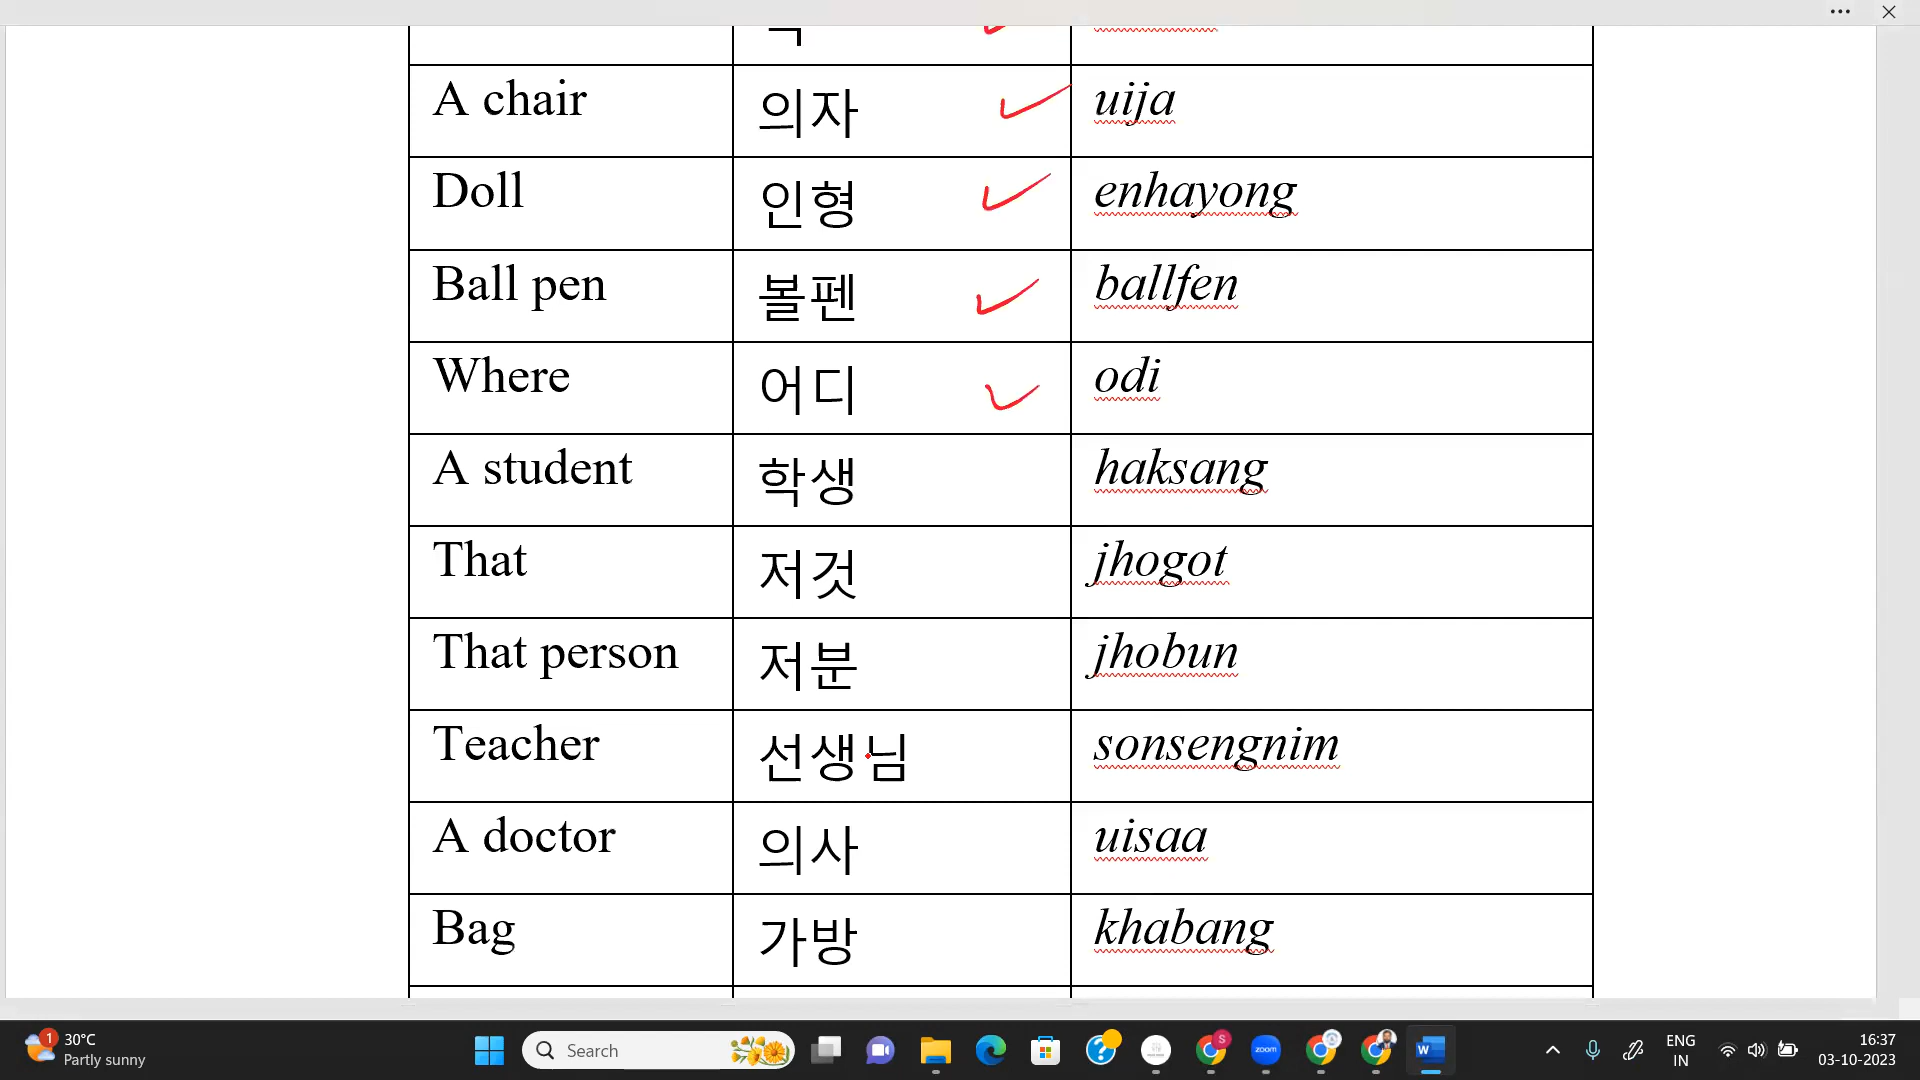 A chair 의자 uija
Doll 인형 enhayong
Ball pen 볼펜 ballfen
Where 어디 odi
A student 학생 haksang
That 저것 jhogot
That person 저분 jhobun
Teacher 선생님 sonsengnim
A doctor 의사 uisaa
Bag 가방 khabang
1 30°C
Partly sunny
Search
zoom
S
W
ENG
IN
16:37
03-10-2023